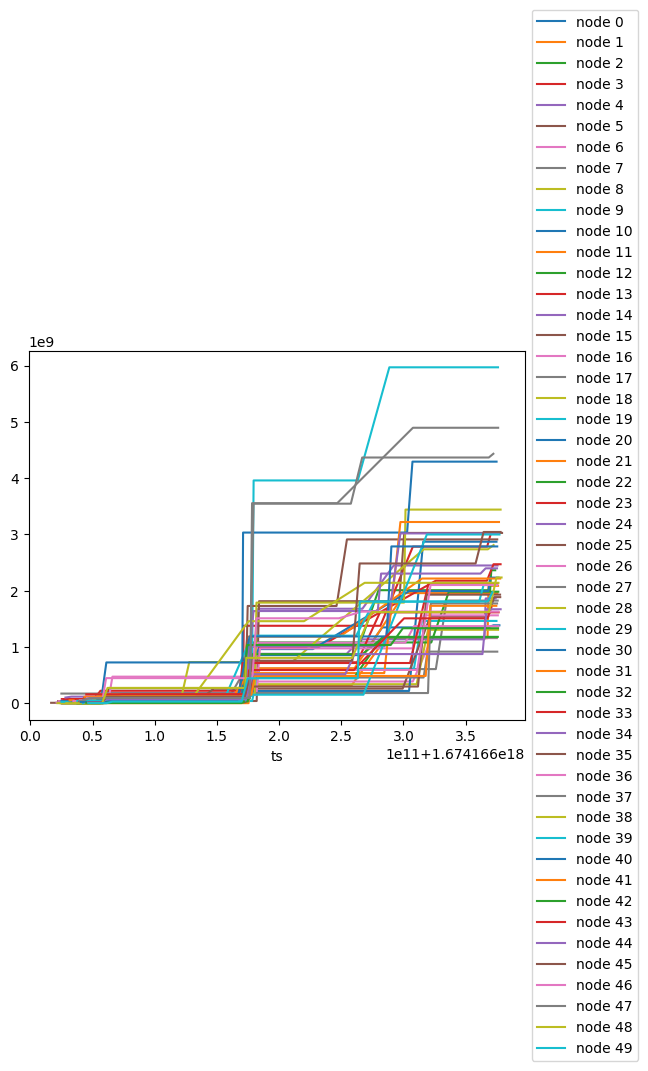 node 0
node 1
node 2
node 3
node 4
node 5
node 6
node 7
node 8
node 9
node 10
node 11
node 12
node 13
node 14
node 15
node 16
node 17
node 18
node 19
node 20
node 21
node 22
node 23
node 24
node 25
node 26
node 27
node 28
node 29
node 30
node 31
node 32
node 33
node 34
node 35
node 36
node 37
node 38
node 39
node 40
node 41
node 42
node 43
node 44
node 45
node 46
node 47
node 48
node 49
1e9
6
5
4
3
2
1
0
0.0 0.5 1.0 1.5 2.0 2.5 3.0 3.5
ts
1e11+1.674166e18